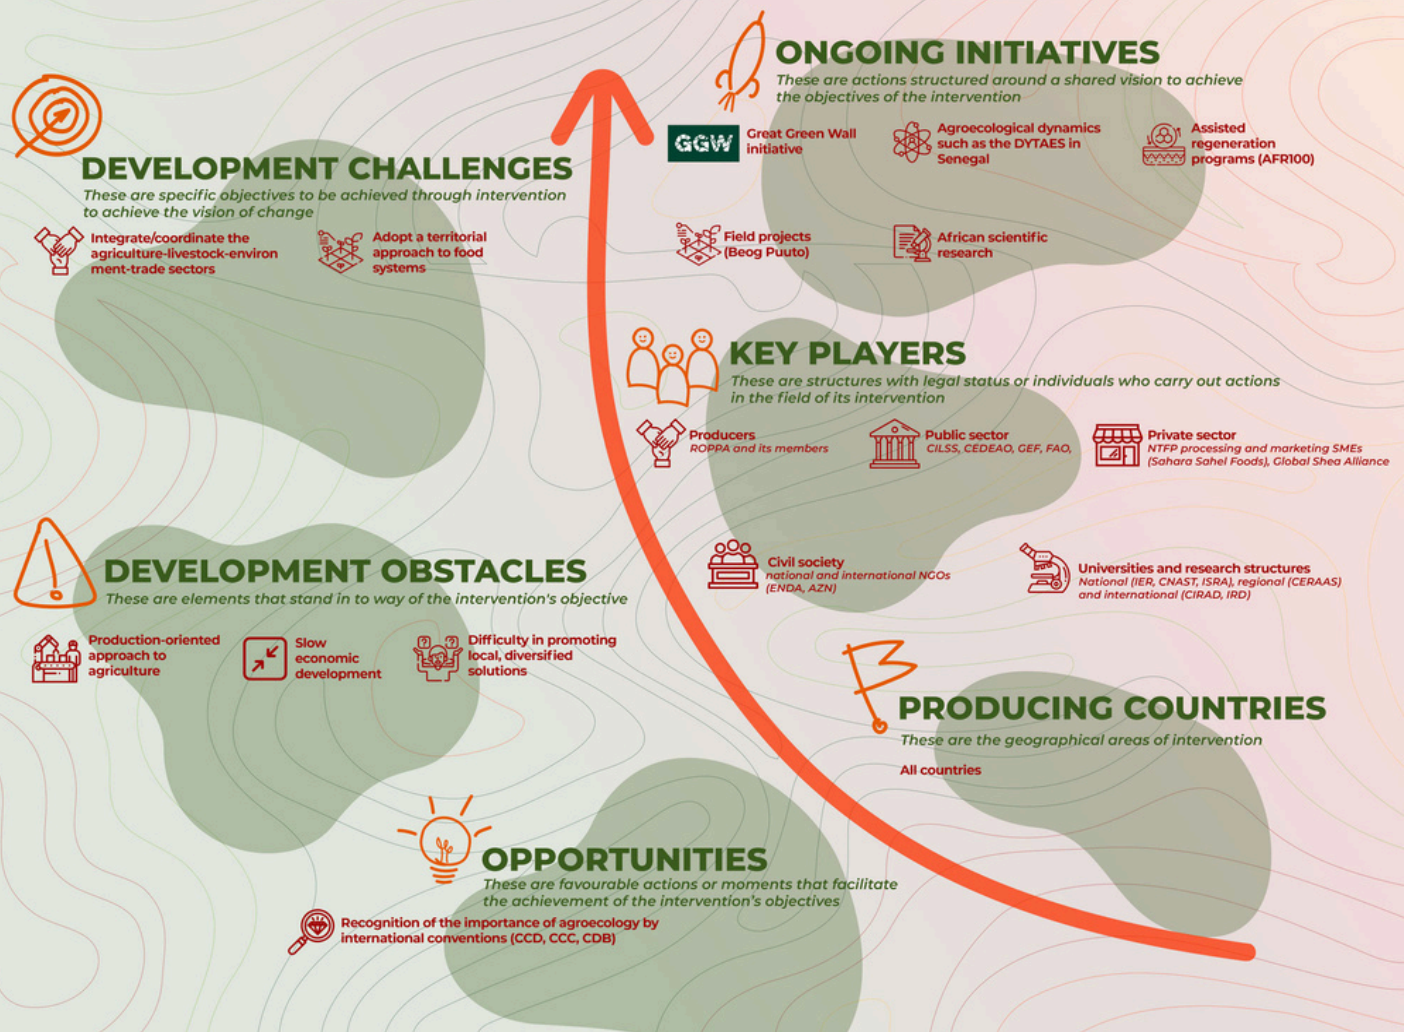 ONGOING INITIATIVES
These are actions structured around a shared vision to achieve
the objectives of the intervention
GGW
Great Green Wall
initiative
Agroecological dynamics
such as the DYTAES in
Senegal
Assisted
regeneration
programs (AFR100)
Field projects
(Beog Puuto)
African scientific
research
DEVELOPMENT CHALLENGES
These are specific objectives to be achieved through intervention
to achieve the vision of change
Integrate/coordinate the
agriculture-livestock-environ
ment-trade sectors
Adopt a territorial
approach to food
systems
KEY PLAYERS
These are structures with legal status or individuals who carry out actions
in the field of its intervention
Producers
ROPPA and its members
Public sector
CILSS, CEDEAO, GEF, FAO,
Private sector
NTFP processing and marketing SMEs
(Sahara Sahel Foods), Global Shea Alliance
Civil society
national and international NGOs
(ENDA, AZN)
Universities and research structures
National (IER, CNAST, ISRA), regional (CERAAS)
and international (CIRAD, IRD)
DEVELOPMENT OBSTACLES
These are elements that stand in to way of the intervention's objective
Production-oriented
approach to
agriculture
Slow
economic
development
Difficulty in promoting
local, diversified
solutions
PRODUCING COUNTRIES
These are the geographical areas of intervention
All countries
OPPORTUNITIES
These are favourable actions or moments that facilitate
the achievement of the intervention's objectives
Recognition of the importance of agroecology by
international conventions (CCD, CCC, CDB)